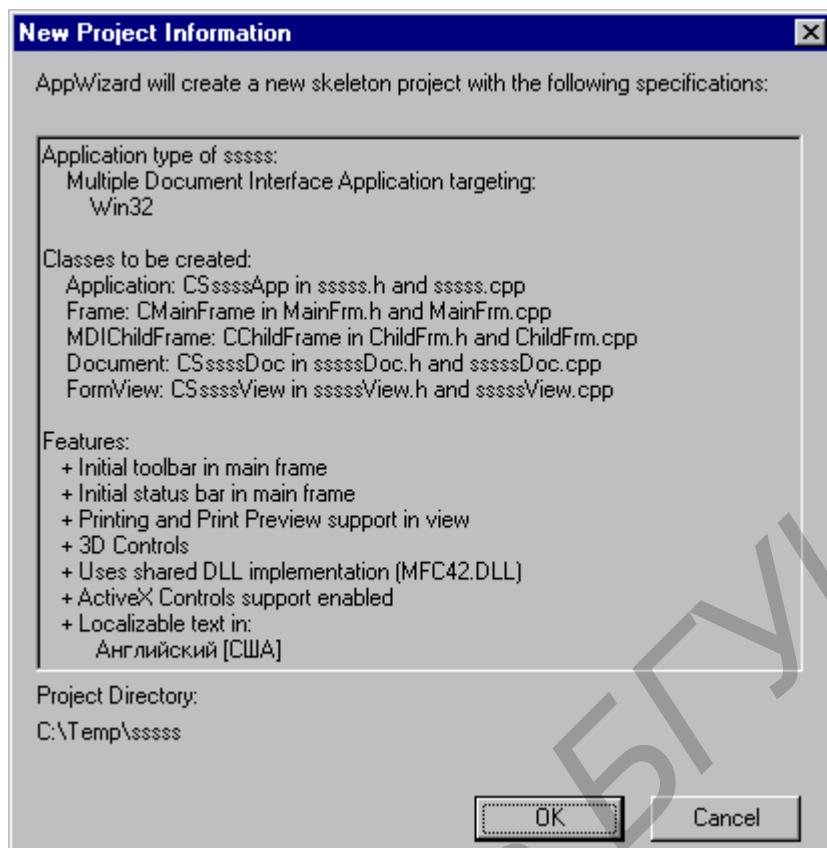 New Project Information
AppWizard will create a new skeleton project with the following specifications:
Application type of sssss:
Multiple Document Interface Application targeting:
Win32
Classes to be created:
Application: CSssssApp in sssss.h and sssss.cpp
Frame: CMainFrame in MainFrm.h and MainFrm.cpp
MDIChildFrame: CChildFrame in ChildFrm.h and ChildFrm.cpp
Document: CSssssDoc in sssssDoc.h and sssssDoc.cpp
FormView: CSssssView in sssssView.h and sssssView.cpp
Features:
+ Initial toolbar in main frame
+ Initial status bar in main frame
+ Printing and Print Preview support in view
+ 3D Controls
+ Uses shared DLL implementation (MFC42.DLL)
+ ActiveX Controls support enabled
+ Localizable text in:
Английский [США]
Project Directory:
C:\Temp\sssss
OK Cancel